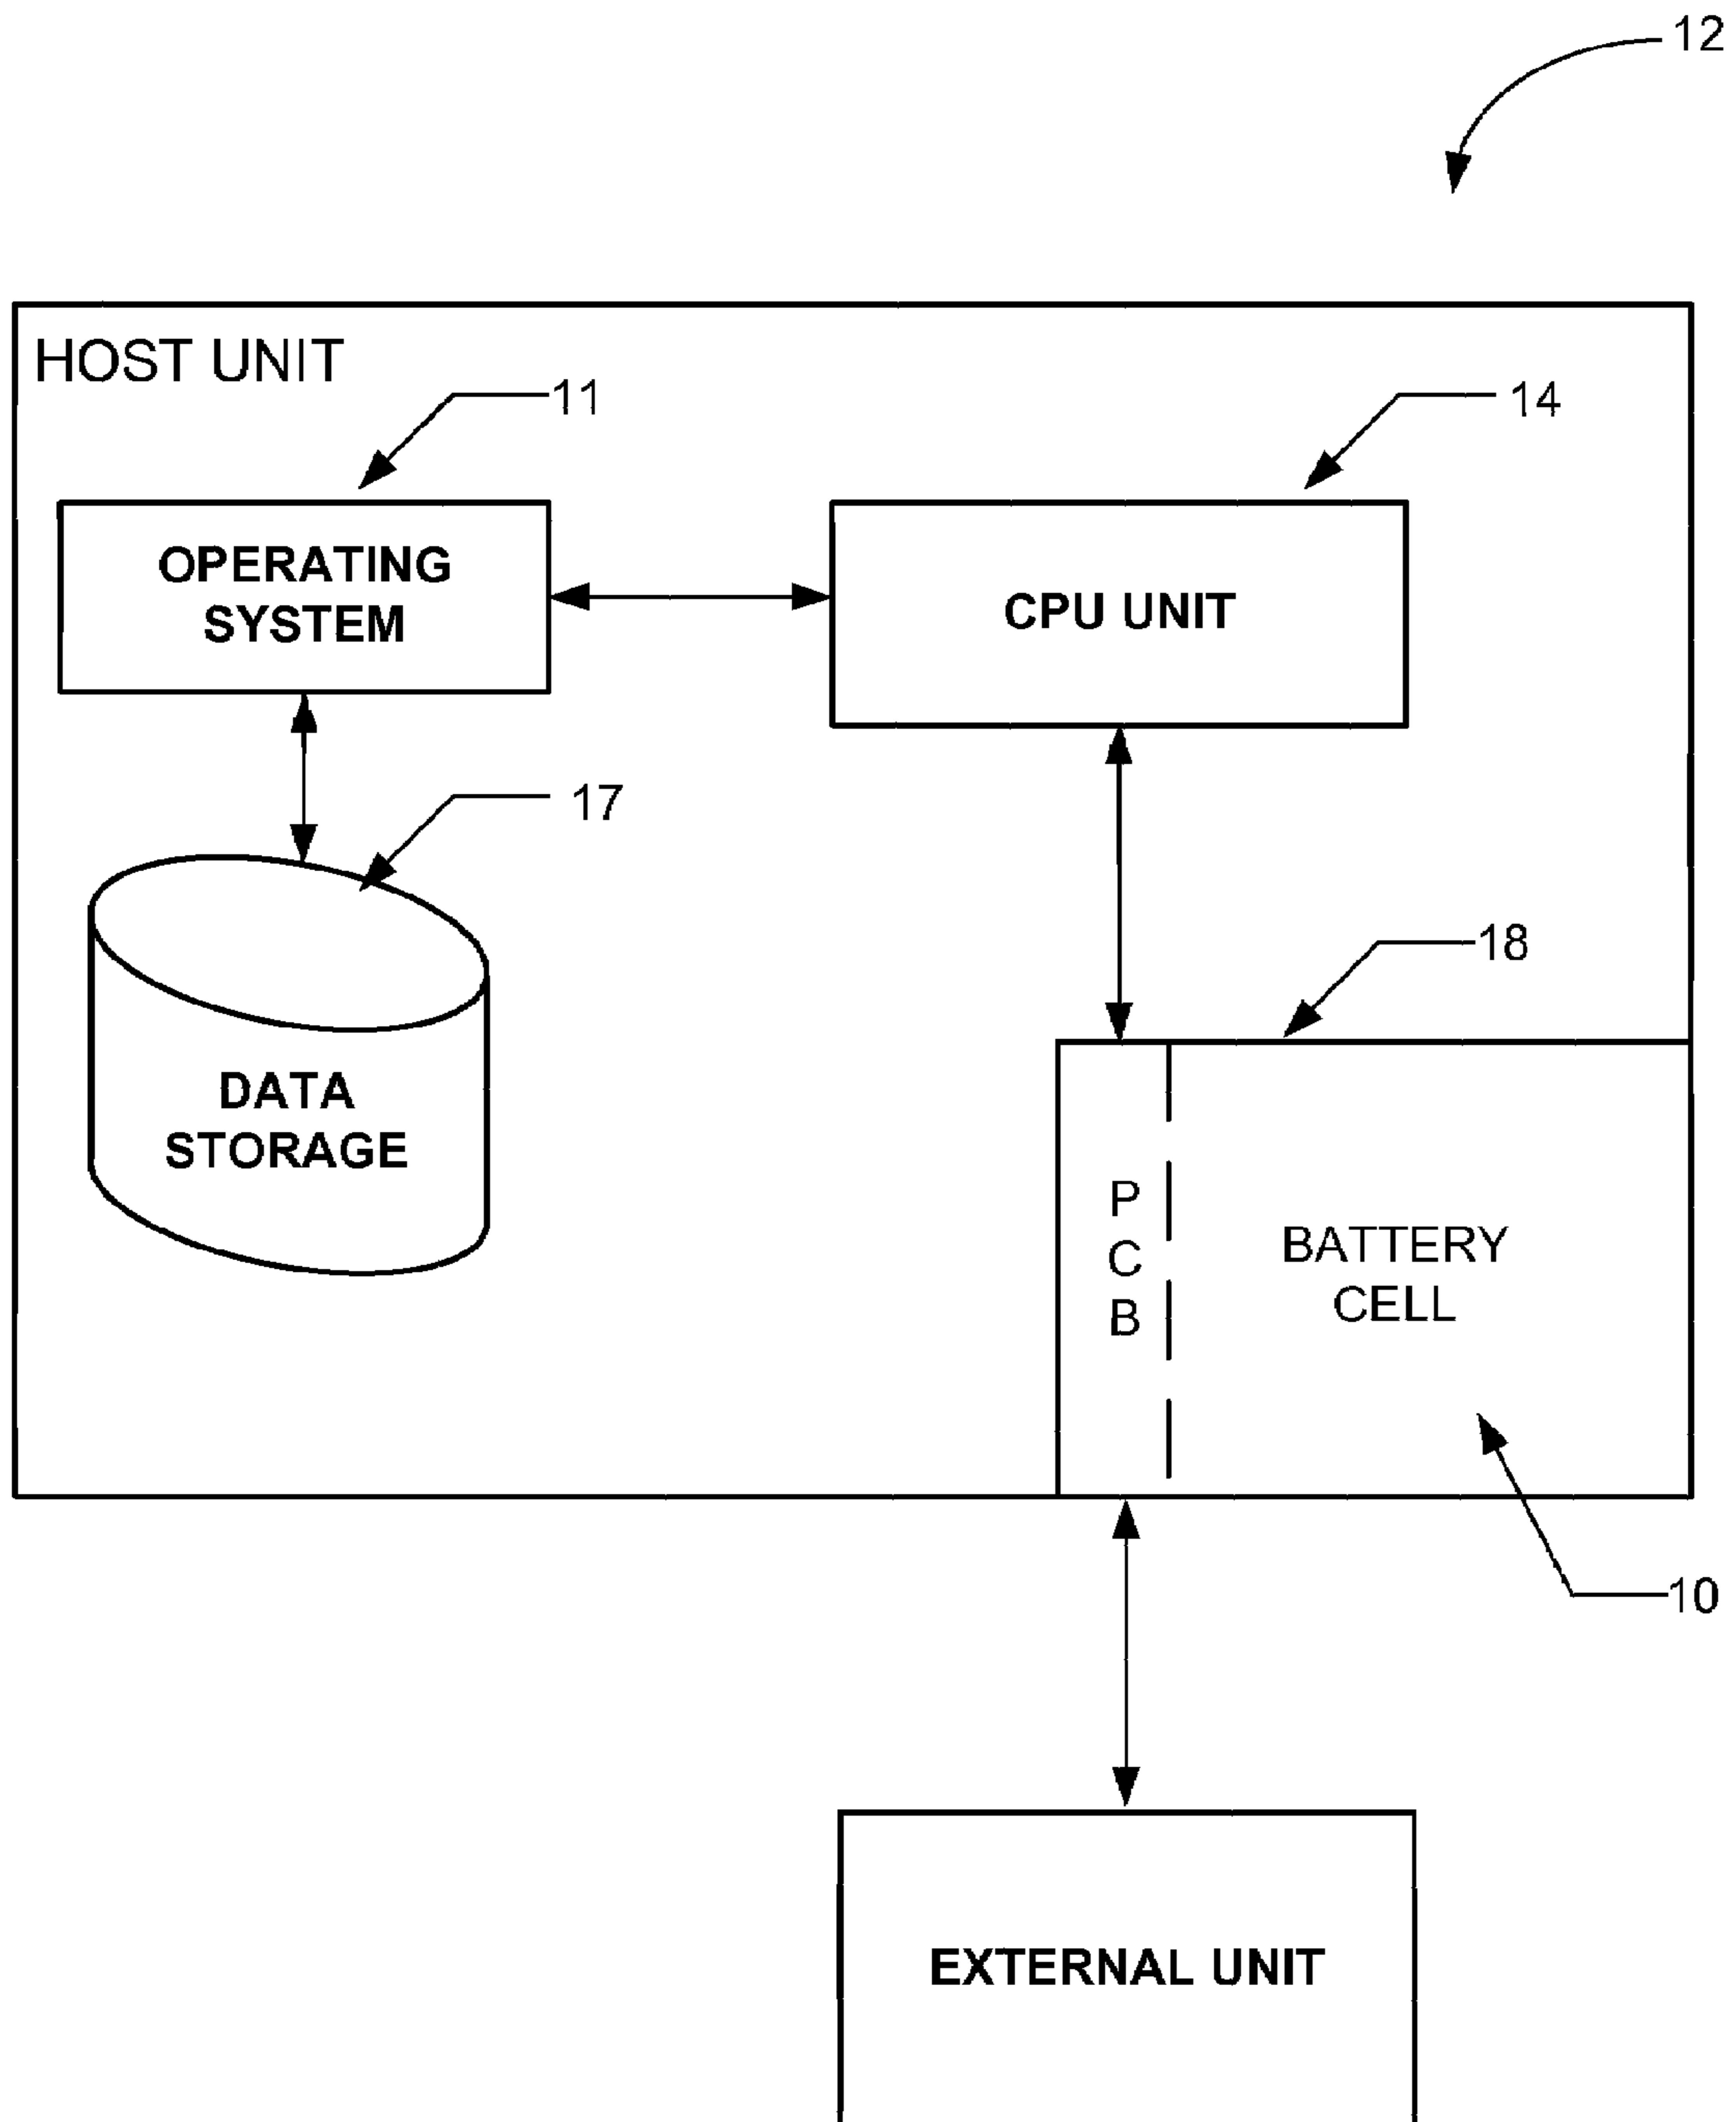 12
HOST UNIT
11
14
OPERATING
SYSTEM
CPU UNIT
17
18
DATA
STORAGE
P
C
B
BATTERY
CELL
10
EXTERNAL UNIT